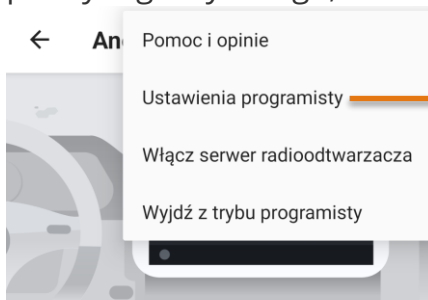 Pomoc i opinie
An
Ustawienia programisty
Włącz serwer radioodtwarzacza
Wyjdź z trybu programisty